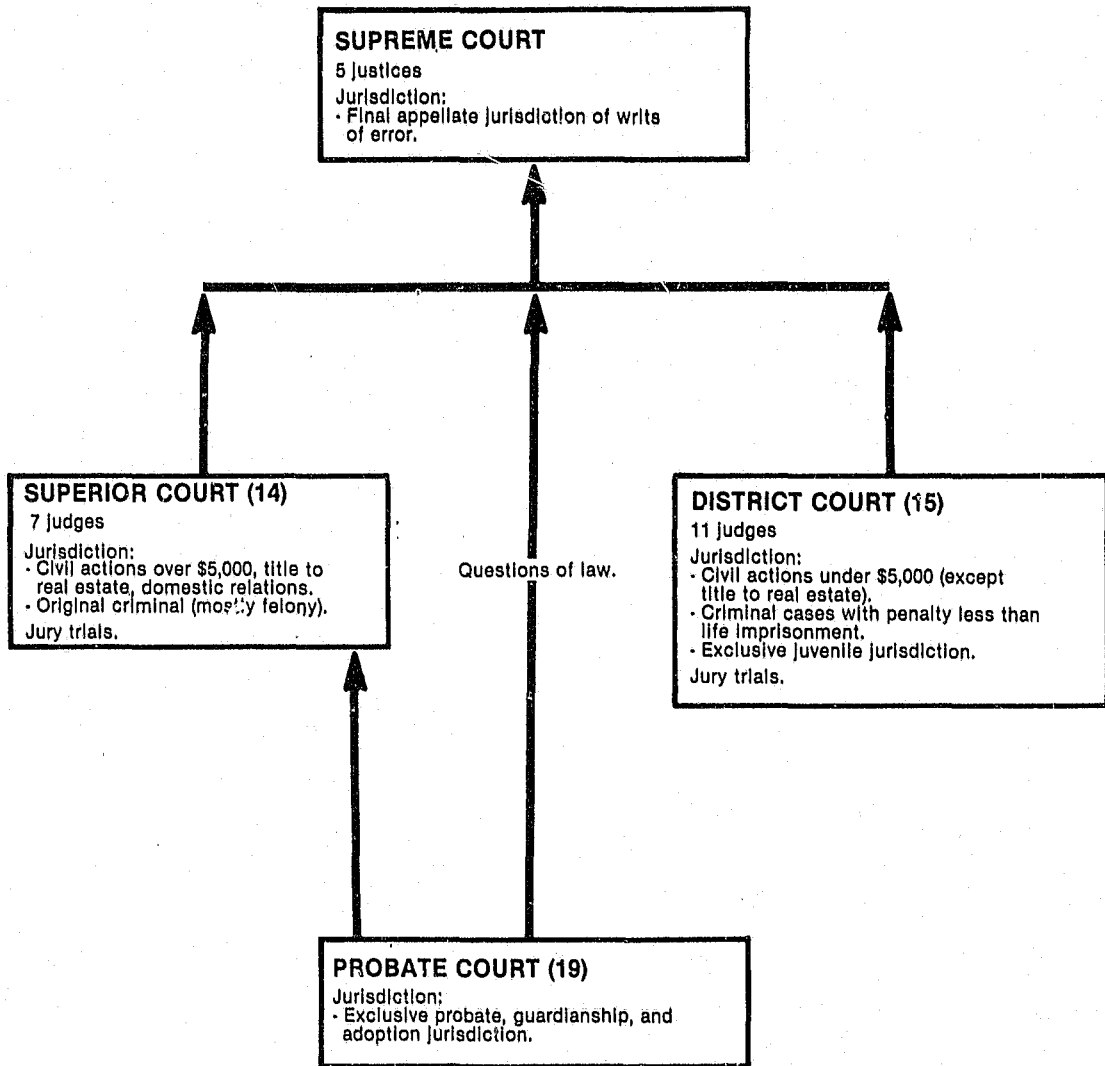 SUPREME COURT
5 justices
Jurisdiction:
- Final appellate jurisdiction of writs
of error.
SUPERIOR COURT (14)
7 judges
Jurisdiction:
- Civil actions over $5,000, title to
real estate, domestic relations.
- Original criminal (mostly felony).
Jury trials.
Questions of law.
DISTRICT COURT (15)
11 judges
Jurisdiction:
- Civil actions under $5,000 (except
title to real estate).
- Criminal cases with penalty less than
life imprisonment.
- Exclusive juvenile jurisdiction.
Jury trials.
PROBATE COURT (19)
Jurisdiction:
- Exclusive probate, guardianship, and
adoption jurisdiction.